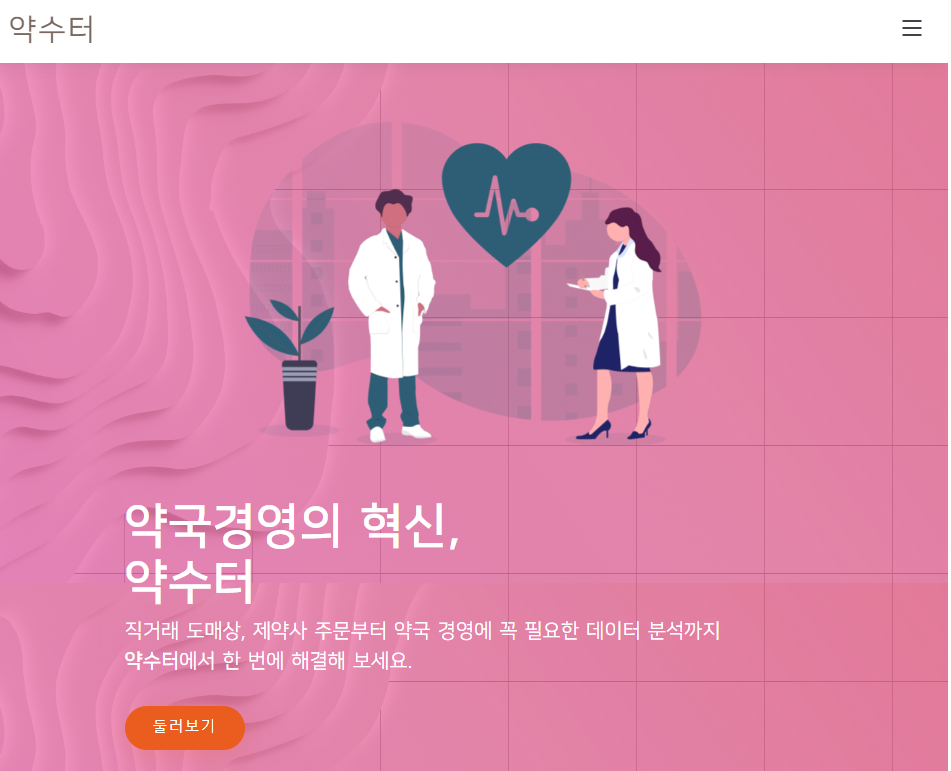 약수터
약국경영의 혁신,
약수터
직거래 도매상, 제약사 주문부터 약국 경영에 꼭 필요한 데이터 분석까지
약수터에서 한 번에 해결해 보세요.
둘러보기